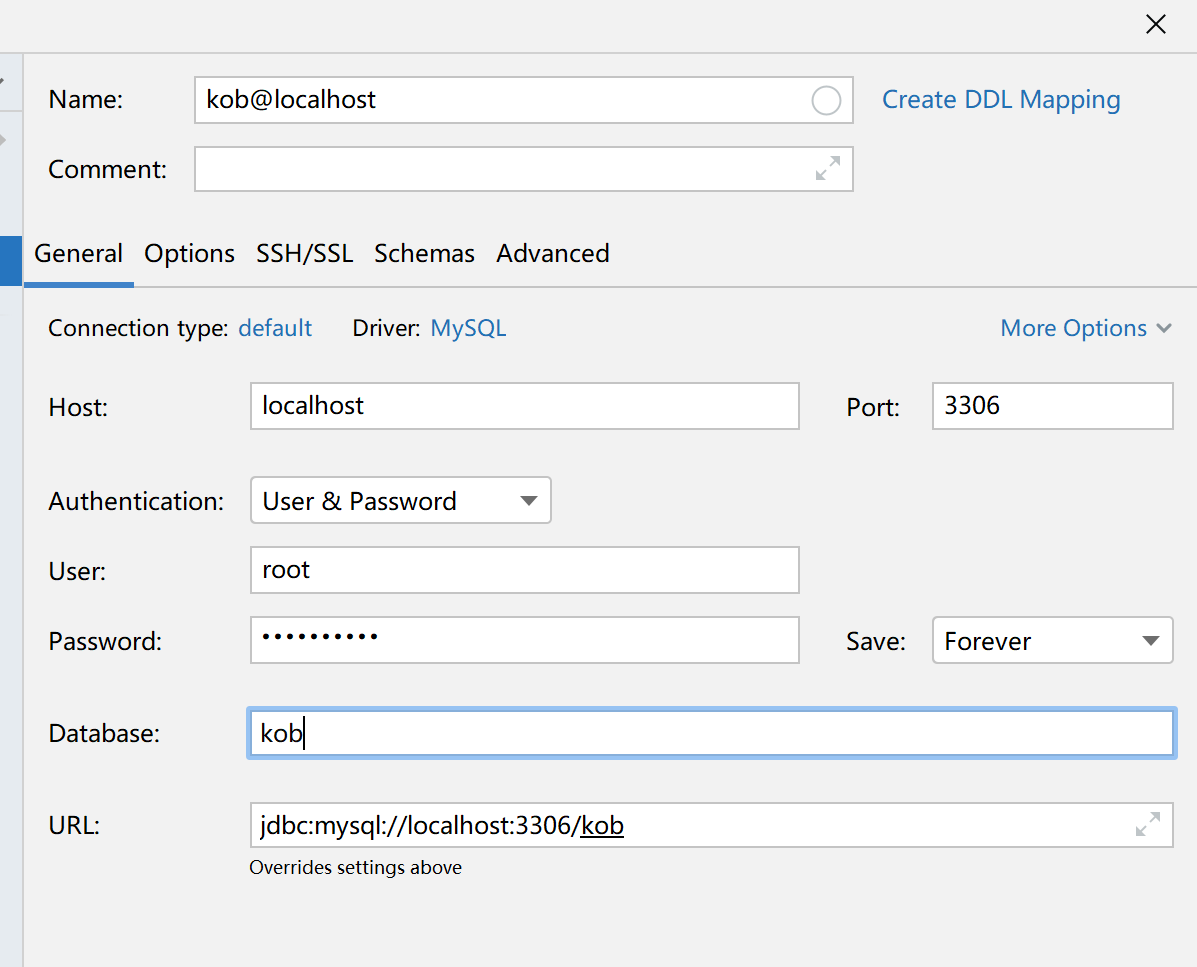 Name: kob@localhost Create DDL Mapping
Comment:
General Options SSH/SSL Schemas Advanced
Connection type: default Driver: MySQL More Options
Host: localhost Port: 3306
Authentication: User & Password
User: root
Password: •••••••••• Save: Forever
Database: kob
URL: jdbc:mysql://localhost:3306/kob
Overrides settings above